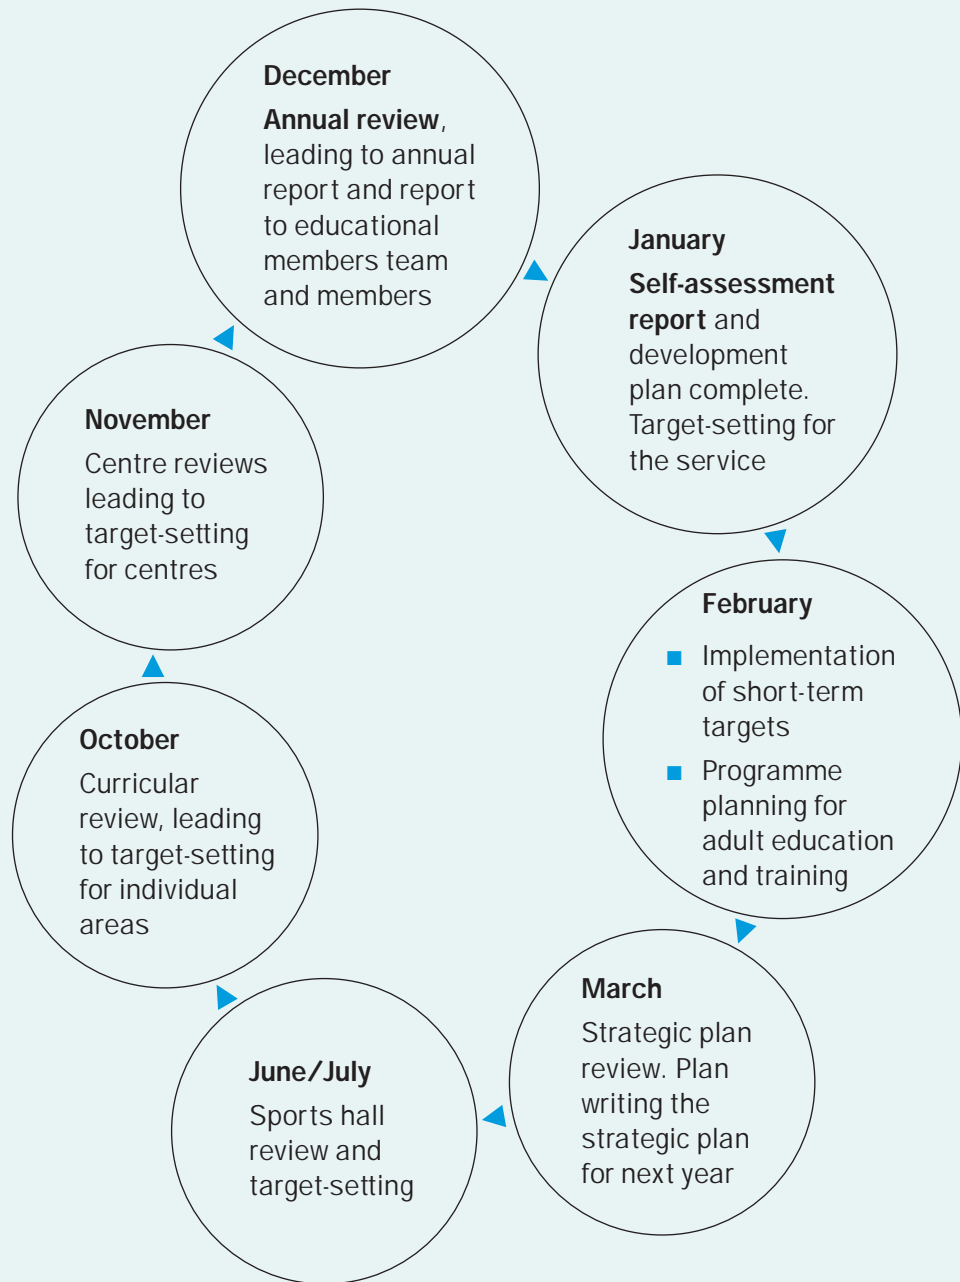 December
Annual review,
leading to annual
report and report
to educational
members team
and members
January
Self-assessment
report and
development
plan complete.
Target-setting for
the service
February
Implementation
of short-term
targets
Programme
planning for
adult education
and training
March
Strategic plan
review. Plan
writing the
strategic plan
for next year
June/July
Sports hall
review and
target-setting
October
Curricular
review, leading
to target-setting
for individual
areas
November
Centre reviews
leading to
target-setting
for centres